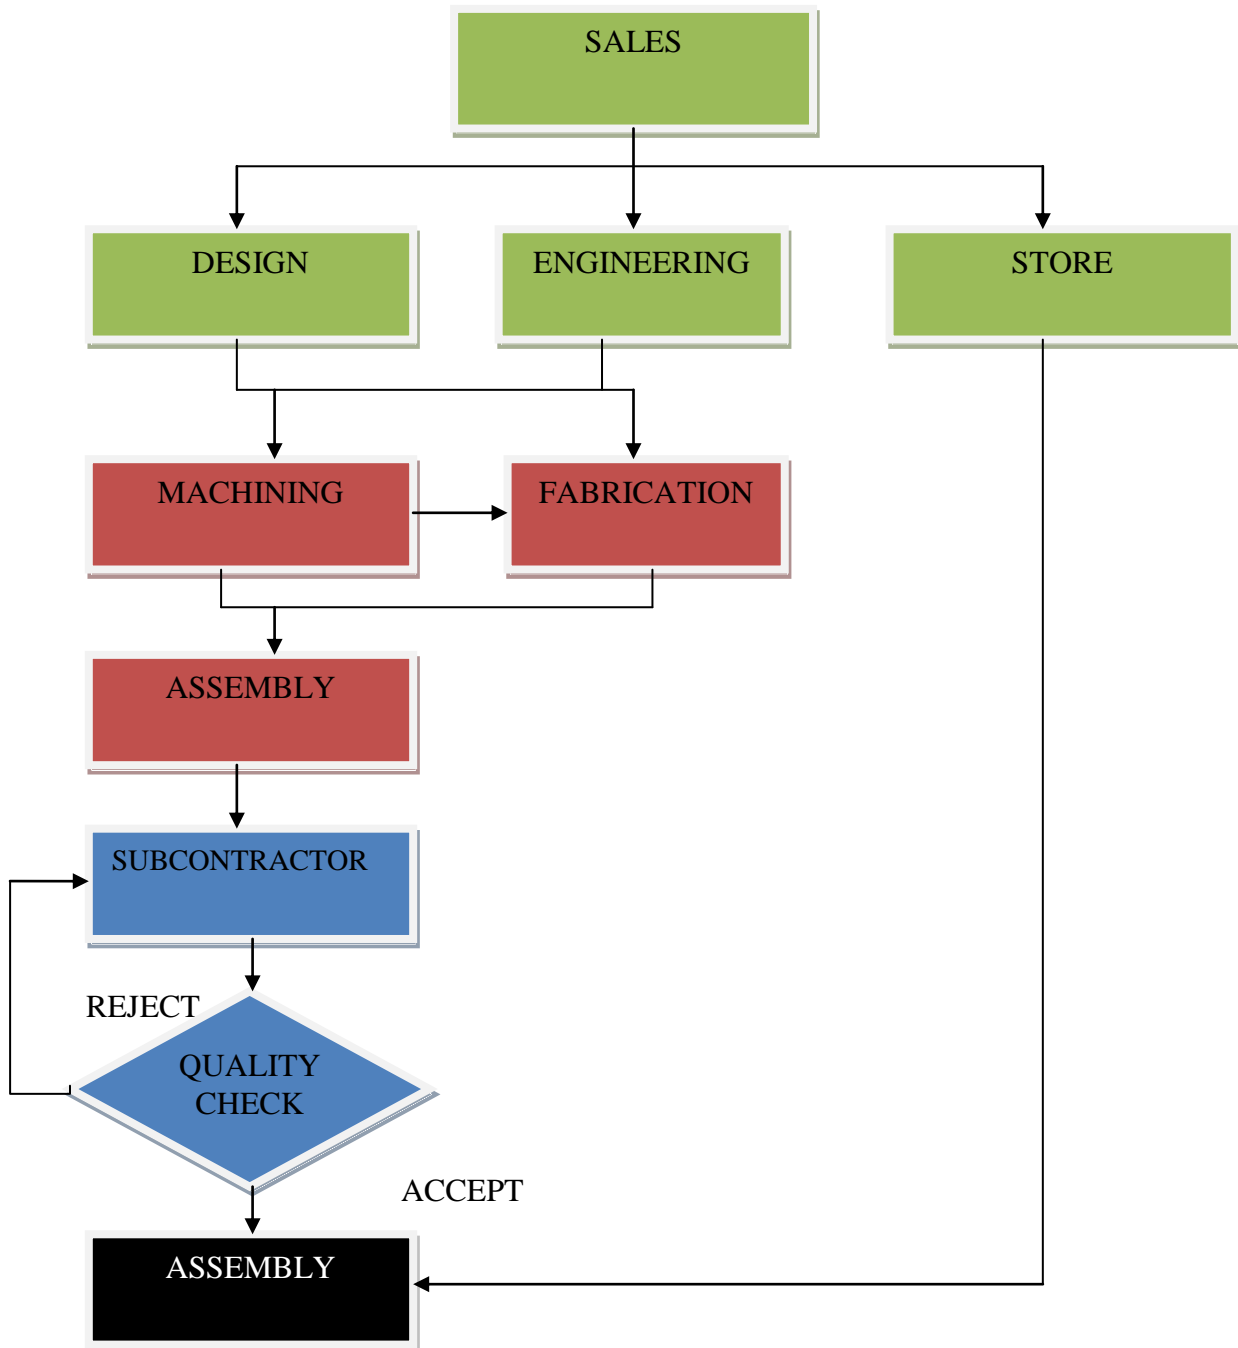 SALES
DESIGN
ENGINEERING
STORE
MACHINING
FABRICATION
ASSEMBLY
SUBCONTRACTOR
REJECT
QUALITY
CHECK
ACCEPT
ASSEMBLY